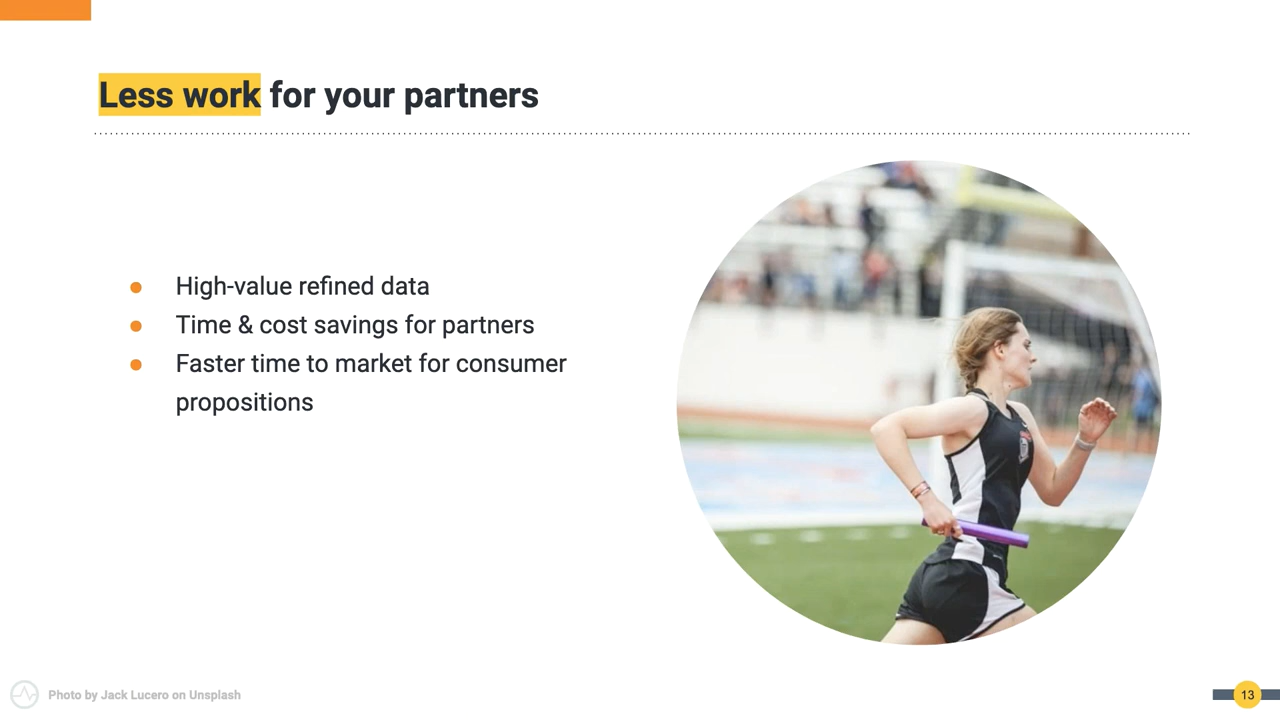 Less work for your partners
● High-value refined data
● Time & cost savings for partners
● Faster time to market for consumer
propositions
Photo by Jack Lucero on Unsplash
13